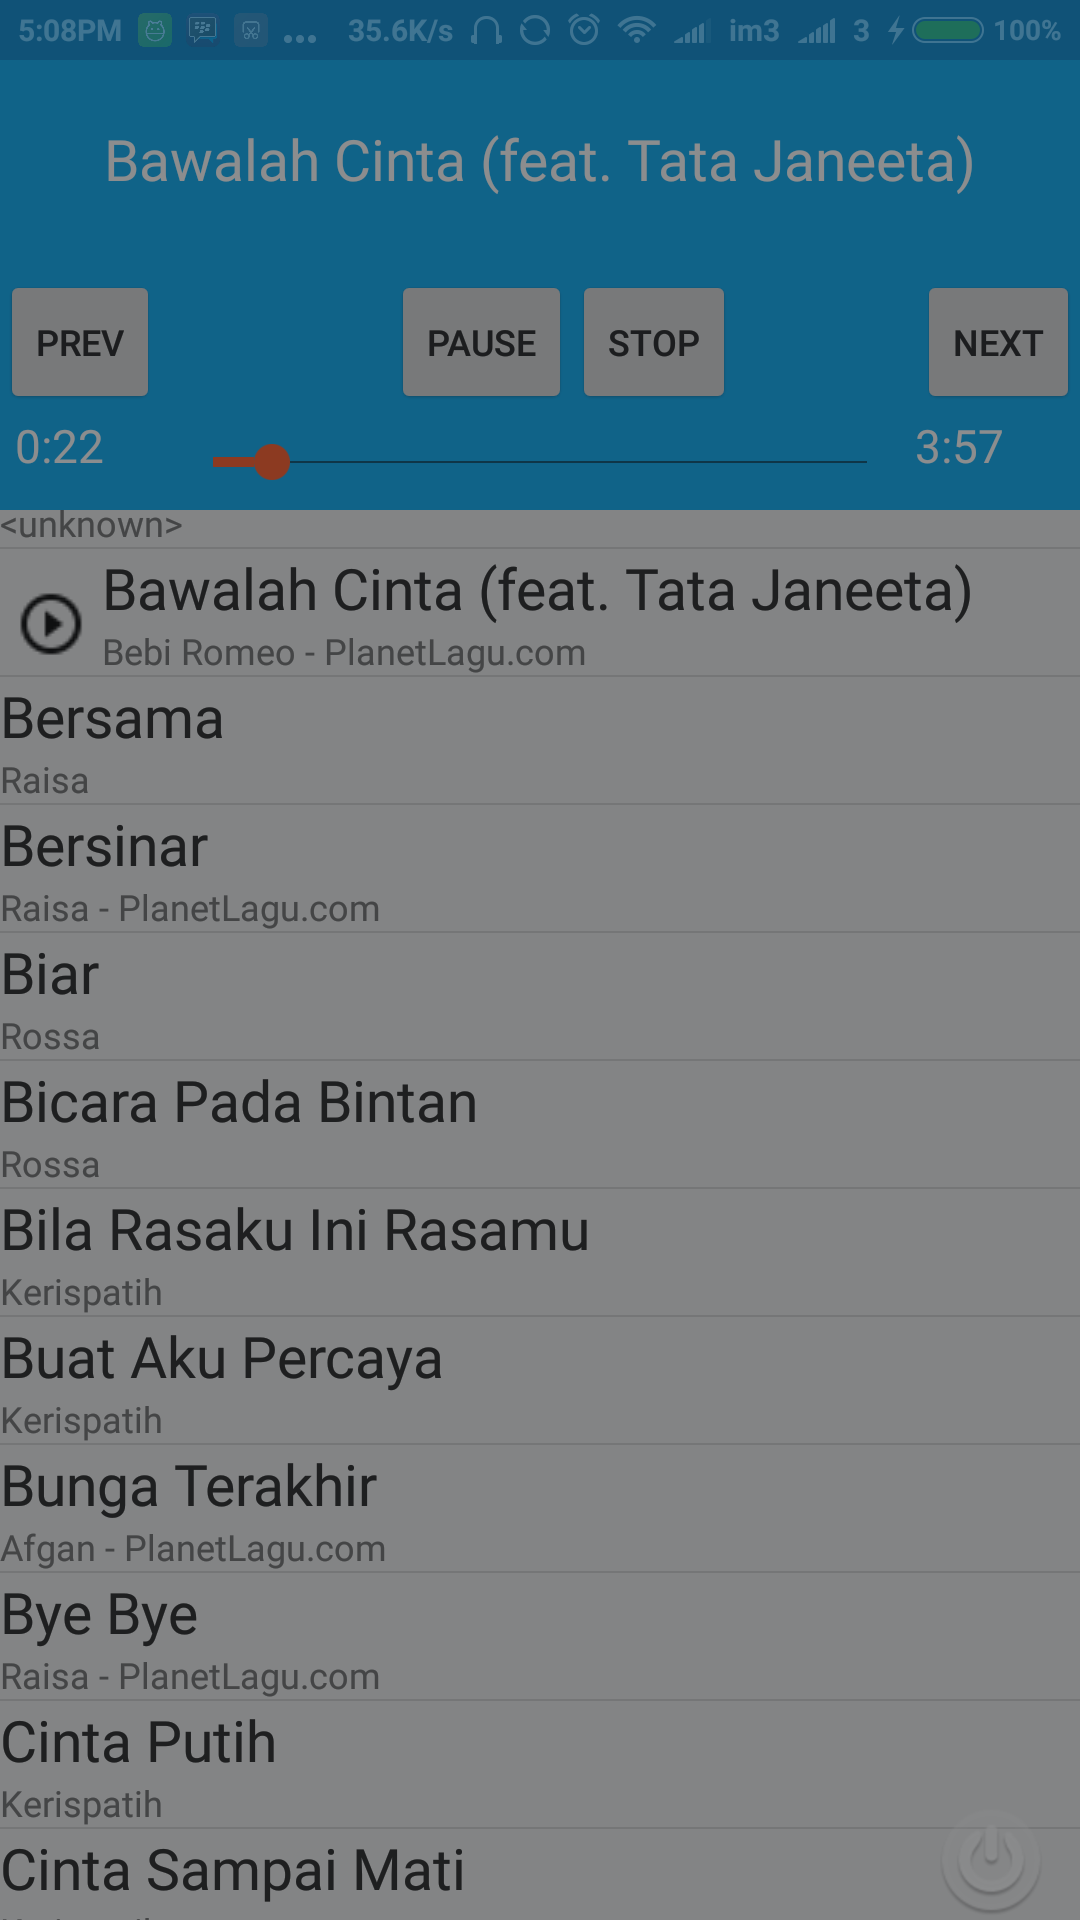 5:08PM 35.6K/s im3 3 100%
Bawalah Cinta (feat. Tata Janeeta)
PREV PAUSE STOP NEXT
0:22 3:57
<unknown>
Bawalah Cinta (feat. Tata Janeeta)
Bebi Romeo - PlanetLagu.com
Bersama
Raisa
Bersinar
Raisa - PlanetLagu.com
Biar
Rossa
Bicara Pada Bintan
Rossa
Bila Rasaku Ini Rasamu
Kerispatih
Buat Aku Percaya
Kerispatih
Bunga Terakhir
Afgan - PlanetLagu.com
Bye Bye
Raisa - PlanetLagu.com
Cinta Putih
Kerispatih
Cinta Sampai Mati